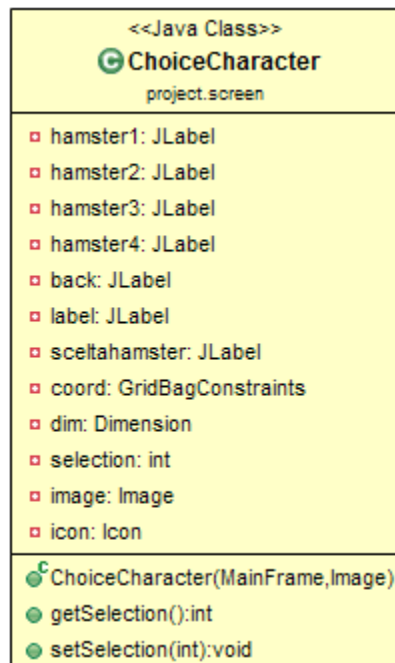 <<Java Class>>
ChoiceCharacter
project.screen
hamster1: JLabel
hamster2: JLabel
hamster3: JLabel
hamster4: JLabel
back: JLabel
label: JLabel
sceltahamster: JLabel
coord: GridBagConstraints
dim: Dimension
selection: int
image: Image
icon: Icon
ChoiceCharacter(MainFrame,Image)
getSelection():int
setSelection(int):void